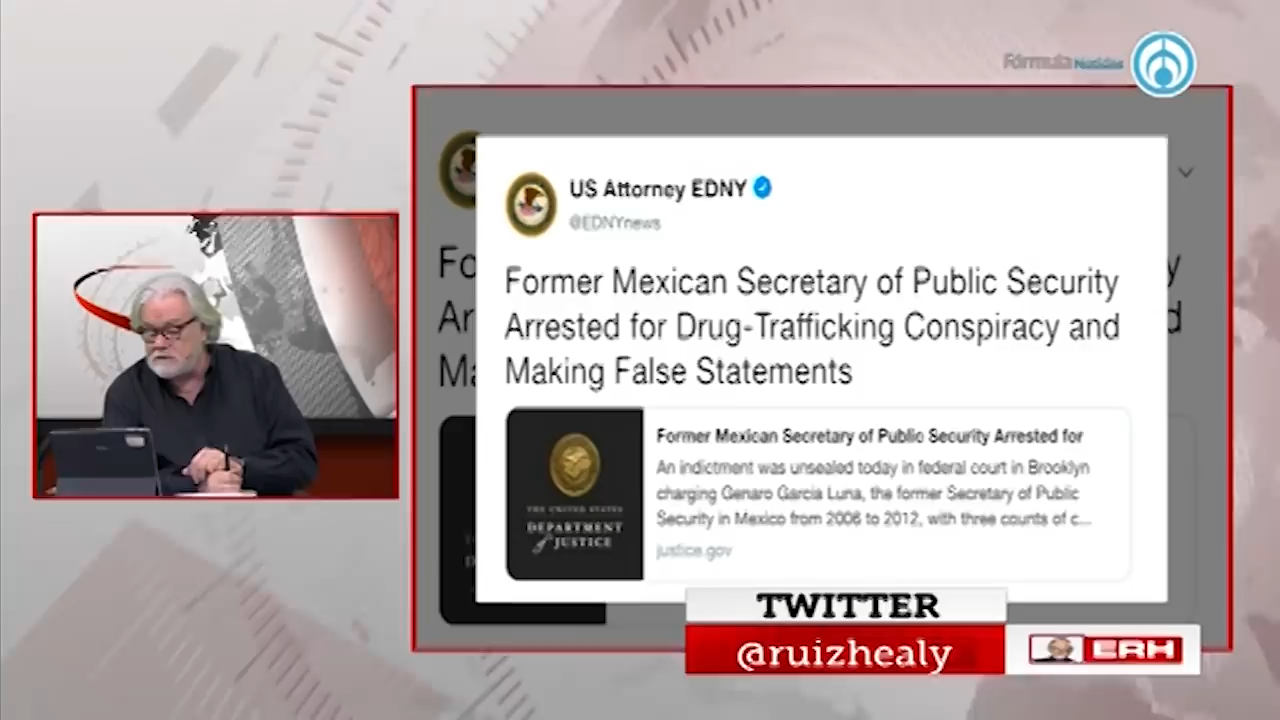 Fórmula Noticias
US Attorney EDNY
@EDNYnews
Former Mexican Secretary of Public Security
Arrested for Drug-Trafficking Conspiracy and
Making False Statements
Former Mexican Secretary of Public Security Arrested for
An indictment was unsealed today in federal court in Brooklyn
charging Genaro Garcia Luna, the former Secretary of Public
Security in Mexico from 2006 to 2012, with three counts of c...
justice.gov
THE UNITED STATES
DEPARTMENT
of JUSTICE
TWITTER
@ruizhealy
ERH